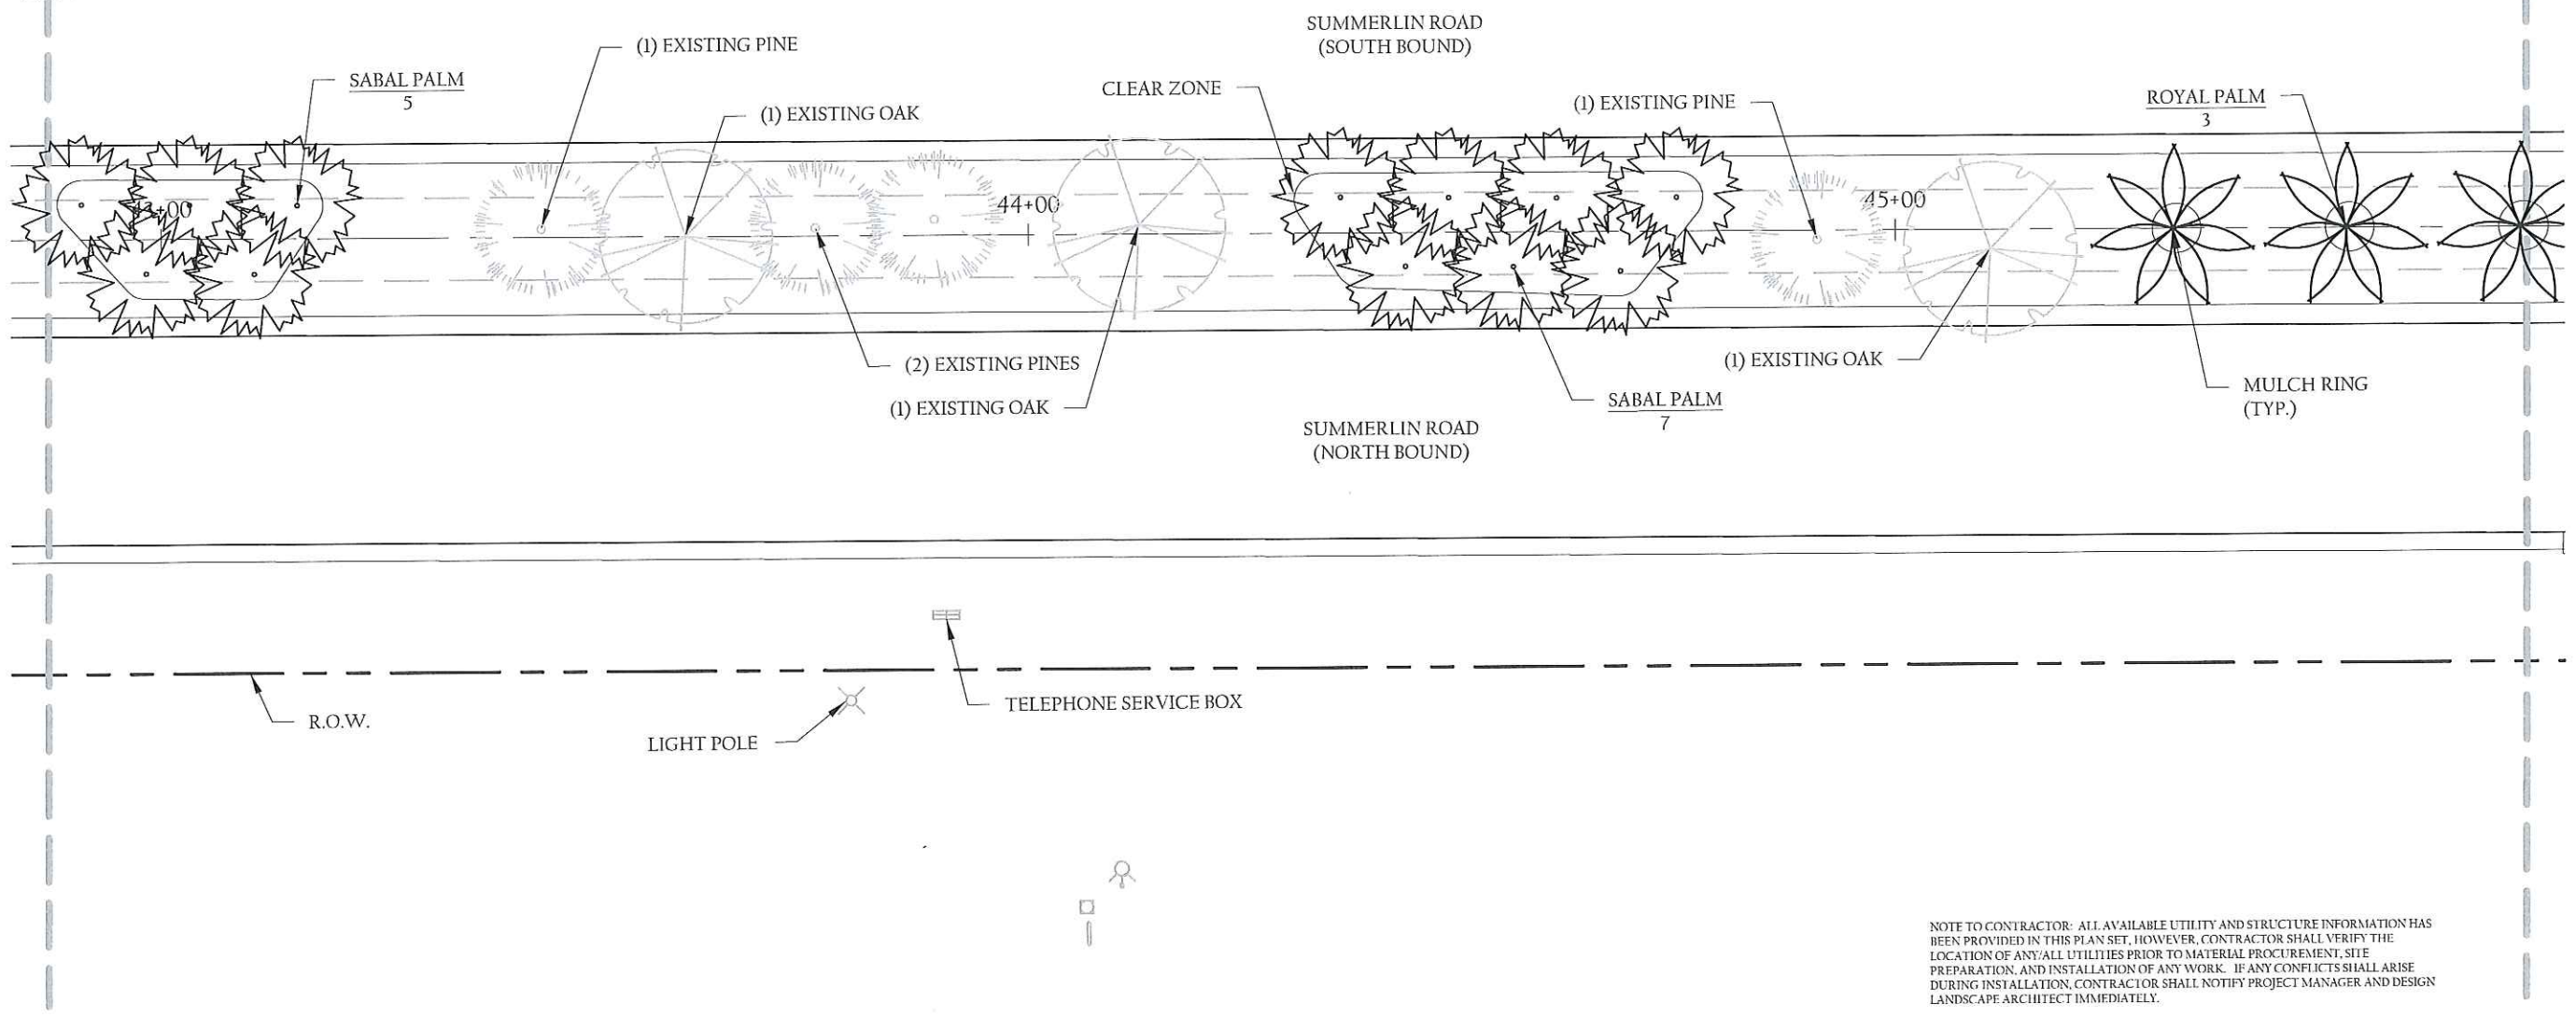 SUMMERLIN ROAD
(SOUTH BOUND)
(1) EXISTING PINE
SABAL PALM
5
(1) EXISTING OAK
CLEAR ZONE
(1) EXISTING PINE
ROYAL PALM
3
44+00
45+00
(2) EXISTING PINES
(1) EXISTING OAK
SABAL PALM
7
(1) EXISTING OAK
MULCH RING
(TYP.)
SUMMERLIN ROAD
(NORTH BOUND)
R.O.W.
TELEPHONE SERVICE BOX
LIGHT POLE
NOTE TO CONTRACTOR: ALL AVAILABLE UTILITY AND STRUCTURE INFORMATION HAS
BEEN PROVIDED IN THIS PLAN SET, HOWEVER, CONTRACTOR SHALL VERIFY THE
LOCATION OF ANY/ALL UTILITIES PRIOR TO MATERIAL PROCUREMENT, SITE
PREPARATION, AND INSTALLATION OF ANY WORK. IF ANY CONFLICTS SHALL ARISE
DURING INSTALLATION, CONTRACTOR SHALL NOTIFY PROJECT MANAGER AND DESIGN
LANDSCAPE ARCHITECT IMMEDIATELY.